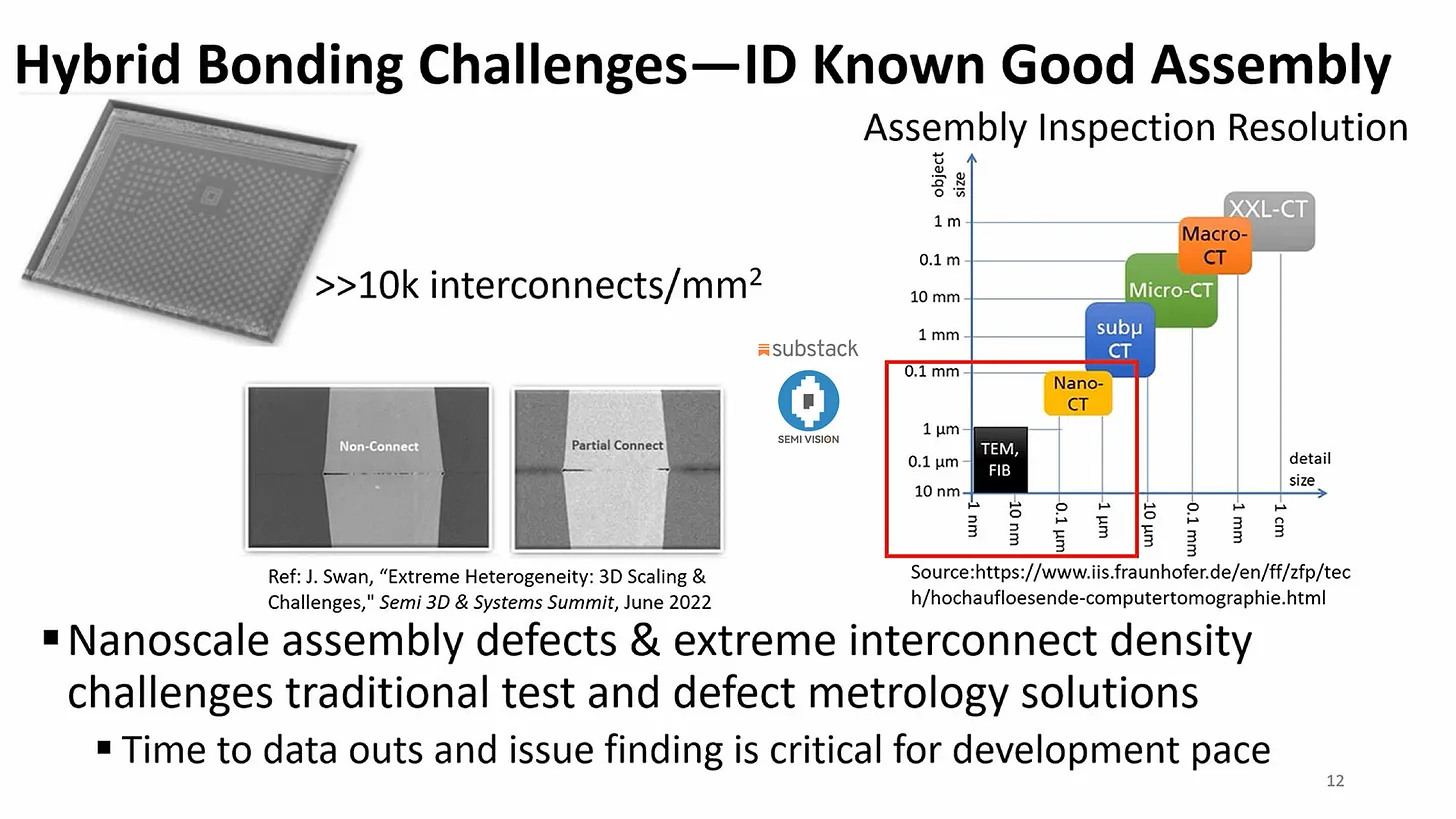 Hybrid Bonding Challenges—ID Known Good Assembly
Assembly Inspection Resolution
>>10k interconnects/mm²
object
size
1 m
0.1 m
10 mm
1 mm
0.1 mm
1 µm
0.1 µm
10 nm
XXL-CT
Macro-
CT
Micro-CT
subµ
CT
Nano-
CT
TEM,
FIB
detail
size
1 nm
10 nm
0.1 µm
1 µm
10 µm
0.1 mm
1 mm
1 cm
substack
SEMI VISION
Non-Connect
Partial Connect
Ref: J. Swan, “Extreme Heterogeneity: 3D Scaling &
Challenges," Semi 3D & Systems Summit, June 2022
Source:https://www.iis.fraunhofer.de/en/ff/zfp/tec
h/hochaufloesende-computertomographie.html
▪ Nanoscale assembly defects & extreme interconnect density
challenges traditional test and defect metrology solutions
▪ Time to data outs and issue finding is critical for development pace
12